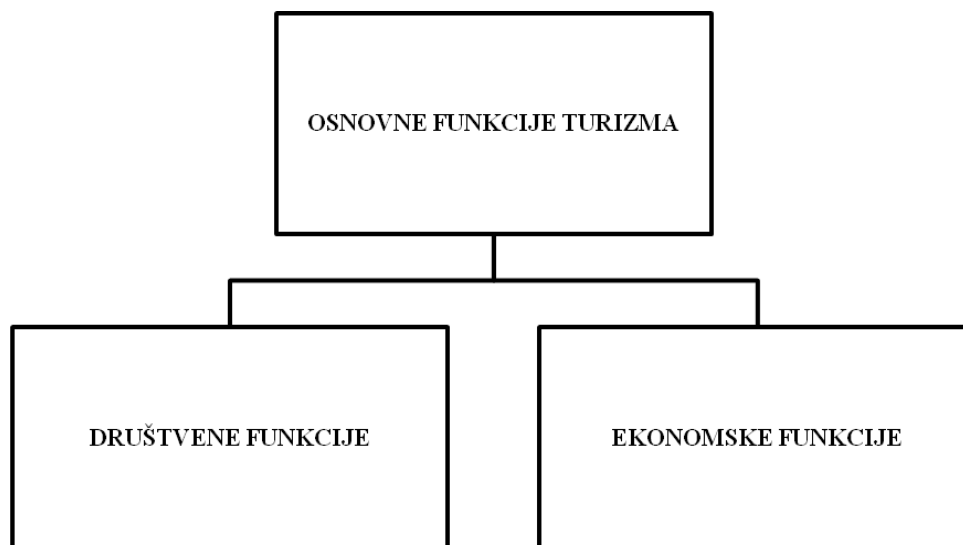 OSNOVNE FUNKCIJE TURIZMA
DRUŠTVENE FUNKCIJE
EKONOMSKE FUNKCIJE